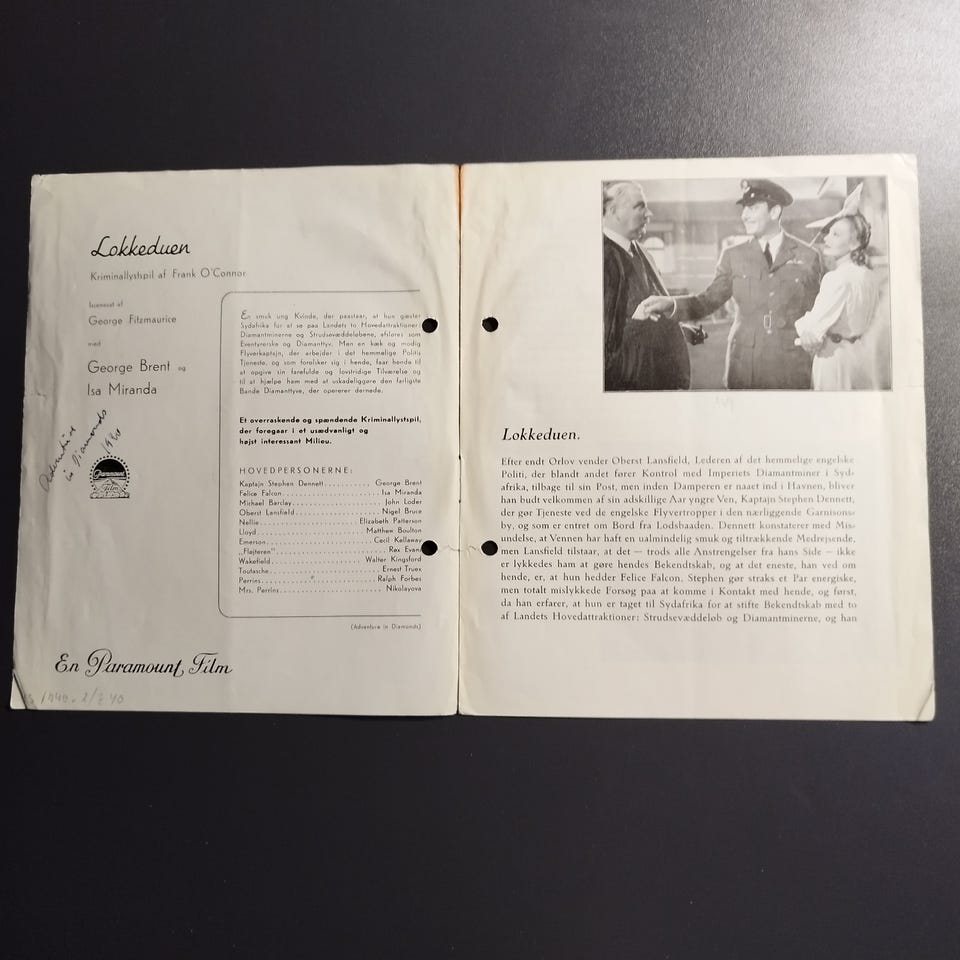 Lokkeduen
Kriminallystspil af Frank O'Connor
Iscenesat af
George Fitzmaurice
med
George Brent og
Isa Miranda
Adventure
in Diamonds
1940
Paramount
Film
En smuk ung Kvinde, der paastaar, at hun gæster
Sydafrika for at se paa Landets to Hovedattraktioner:
Diamantminerne og Strudsevæddeløbene, afsløres som
Eventyrerske og Diamanttyv. Men en kæk og modig
Flyverkaptajn, der arbejder i det hemmelige Politis
Tjeneste, og som forelsker sig i hende, faar hende til
at opgive sin farefulde og lovstridige Tilværelse og
til at hjælpe ham med at uskadeliggøre den farligste
Bande Diamanttyve, der opererer dernede.
Et overraskende og spændende Kriminallystspil,
der foregaar i et usædvanligt og
højst interessant Milieu.
HOVEDPERSONERNE:
Kaptajn Stephen Dennett.......... George Brent
Felice Falcon.......... Isa Miranda
Michael Barclay.......... John Loder
Oberst Lansfield.......... Nigel Bruce
Nellie.......... Elizabeth Patterson
Lloyd.......... Matthew Boulton
Emerson.......... Cecil Kellaway
„Fløjteren".......... Rex Evans
Wakefield.......... Walter Kingsford
Toutasche.......... Ernest Truex
Perrins.......... Ralph Forbes
Mrs. Perrins.......... Nikolayova
(Adventure in Diamonds)
En Paramount Film
Lokkeduen.
Efter endt Orlov vender Oberst Lansfield, Lederen af det hemmelige engelske
Politi, der blandt andet fører Kontrol med Imperiets Diamantminer i Syd-
afrika, tilbage til sin Post, men inden Damperen er naaet ind i Havnen, bliver
han budt velkommen af sin adskillige Aar yngre Ven, Kaptajn Stephen Dennett,
der gør Tjeneste ved de engelske Flyvertropper i den nærliggende Garnisons-
by, og som er entret om Bord fra Lodsbaaden. Dennett konstaterer med Mis-
undelse, at Vennen har haft en ualmindelig smuk og tiltrækkende Medrejsende,
men Lansfield tilstaar, at det — trods alle Anstrengelser fra hans Side — ikke
er lykkedes ham at gøre hendes Bekendtskab, og at det eneste, han ved om
hende, er, at hun hedder Felice Falcon. Stephen gør straks et Par energiske,
men totalt mislykkede Forsøg paa at komme i Kontakt med hende, og først,
da han erfarer, at hun er taget til Sydafrika for at stifte Bekendtskab med to
af Landets Hovedattraktioner: Strudsevæddeløb og Diamantminerne, og han